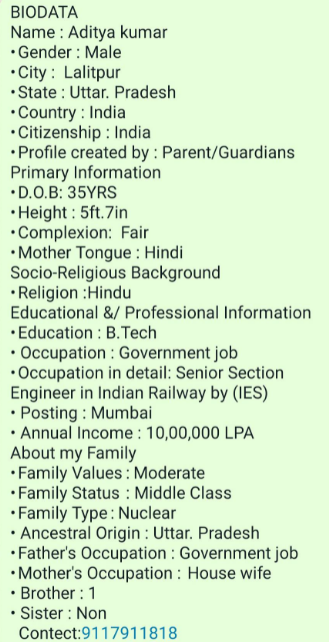 BIODATA
Name : Aditya kumar
•Gender : Male
•City :  Lalitpur
•State : Uttar. Pradesh
•Country : India
•Citizenship : India
•Profile created by : Parent/Guardians
Primary Information
•D.O.B: 35YRS
•Height : 5ft.7in
•Complexion:  Fair
•Mother Tongue : Hindi
Socio-Religious Background
•Religion :Hindu
Educational &/ Professional Information
•Education : B.Tech
• Occupation : Government job
•Occupation in detail: Senior Section
Engineer in Indian Railway by (IES)
• Posting : Mumbai
• Annual Income : 10,00,000 LPA
About my Family
•Family Values : Moderate
•Family Status : Middle Class
•Family Type : Nuclear
• Ancestral Origin : Uttar. Pradesh
•Father's Occupation : Government job
•Mother's Occupation :  House wife
• Brother : 1
• Sister : Non
Contect:9117911818